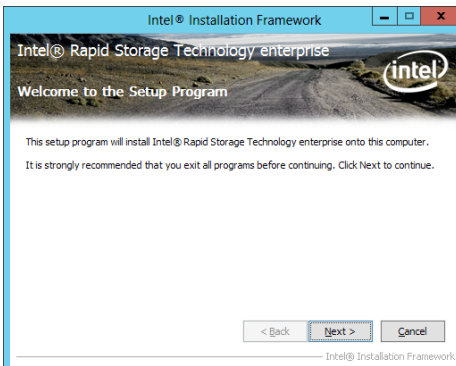 Intel® Installation Framework
Intel® Rapid Storage Technology enterprise
intel
Welcome to the Setup Program
This setup program will install Intel® Rapid Storage Technology enterprise onto this computer.
It is strongly recommended that you exit all programs before continuing. Click Next to continue.
< Back Next > Cancel
Intel® Installation Framework